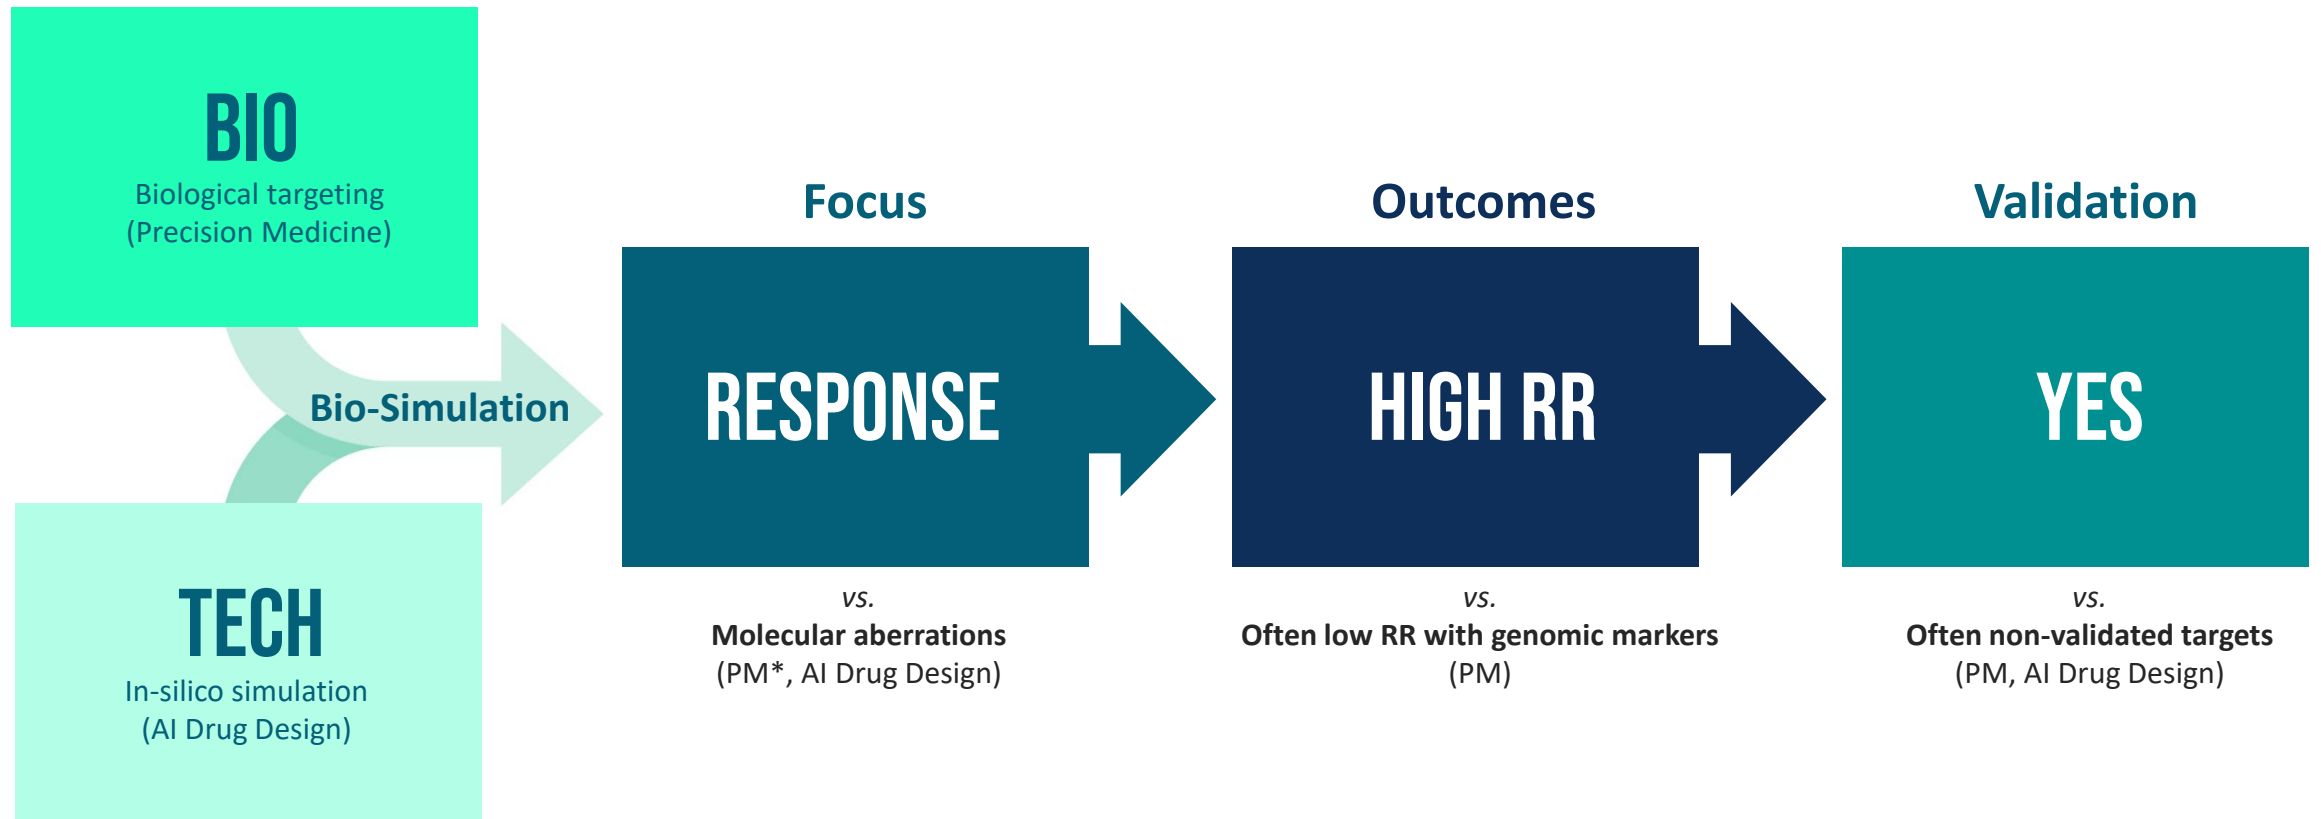 BIO
Biological targeting
(Precision Medicine)
Bio-Simulation
TECH
In-silico simulation
(AI Drug Design)
Focus
RESPONSE
vs.
Molecular aberrations
(PM*, AI Drug Design)
Outcomes
HIGH RR
vs.
Often low RR with genomic markers
(PM)
Validation
YES
vs.
Often non-validated targets
(PM, AI Drug Design)